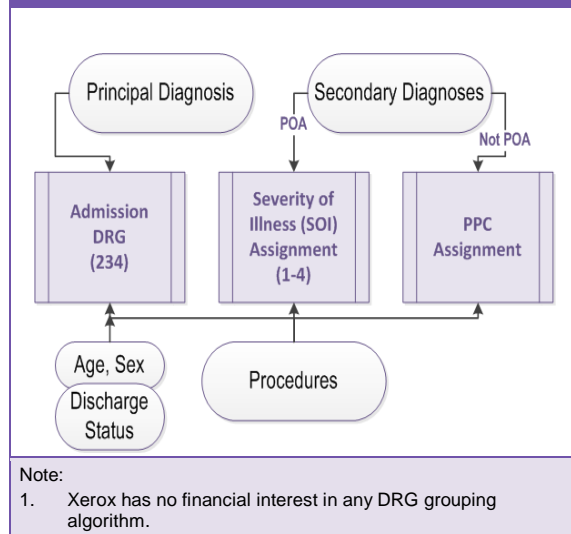 Principal Diagnosis
Secondary Diagnoses
POA
Not POA
Admission
DRG
(234)
Severity of
Illness (SOI)
Assignment
(1-4)
PPC
Assignment
Age, Sex
Discharge
Status
Procedures
Note:
1. Xerox has no financial interest in any DRG grouping
algorithm.